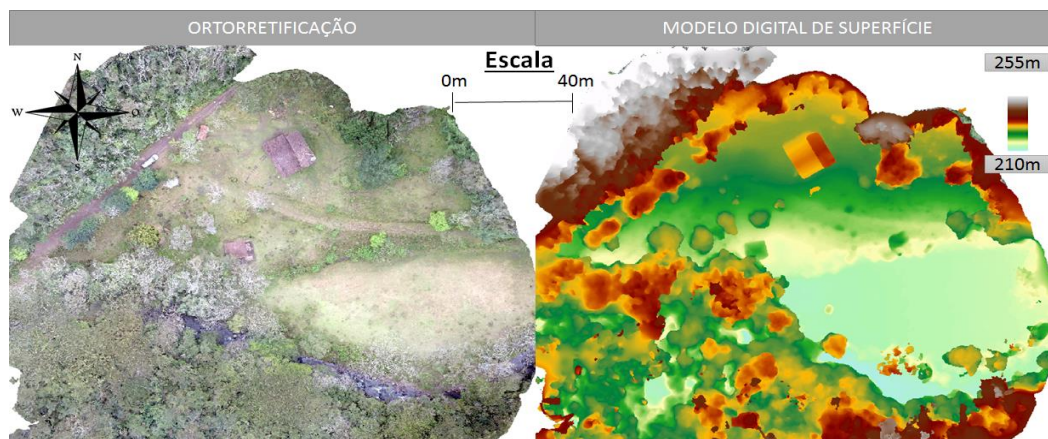 ORTORRETIFICAÇÃO
MODELO DIGITAL DE SUPERFÍCIE
Escala
0m 40m
N
W O
S
255m
210m